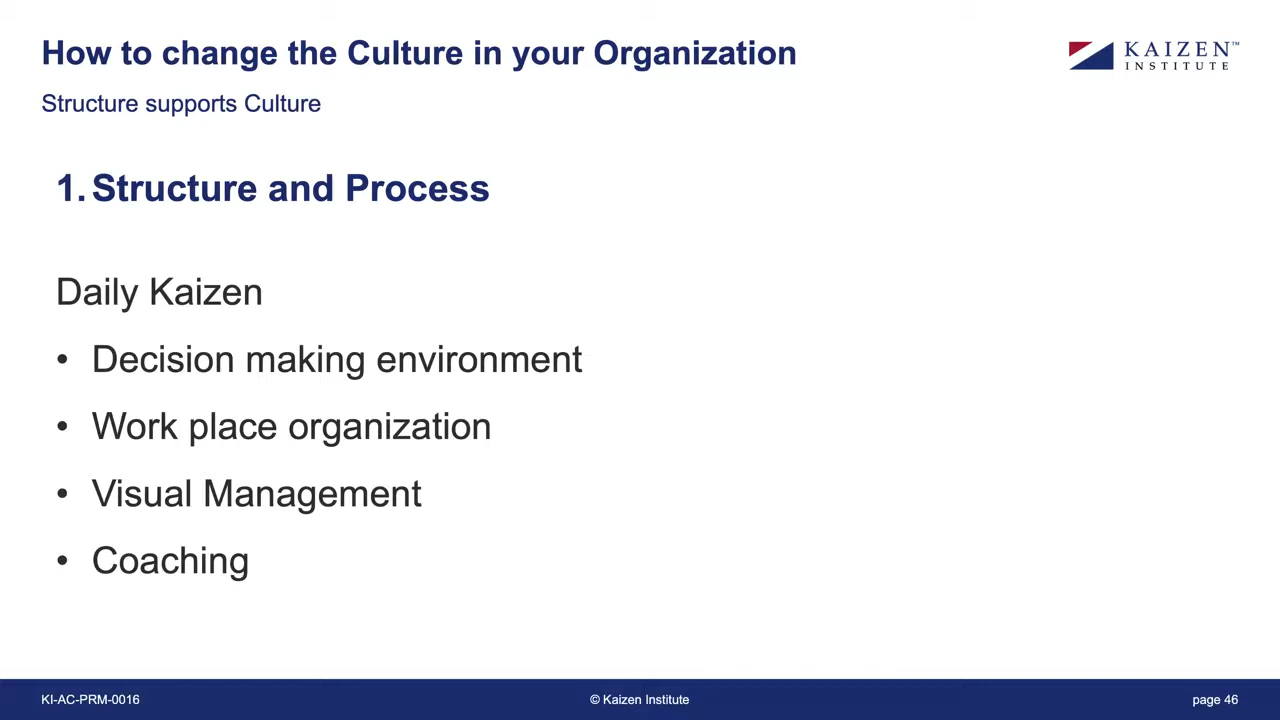 How to change the Culture in your Organization
KAIZEN™
INSTITUTE
Structure supports Culture
1. Structure and Process
Daily Kaizen
• Decision making environment
• Work place organization
• Visual Management
• Coaching
KI-AC-PRM-0016
© Kaizen Institute
page 46